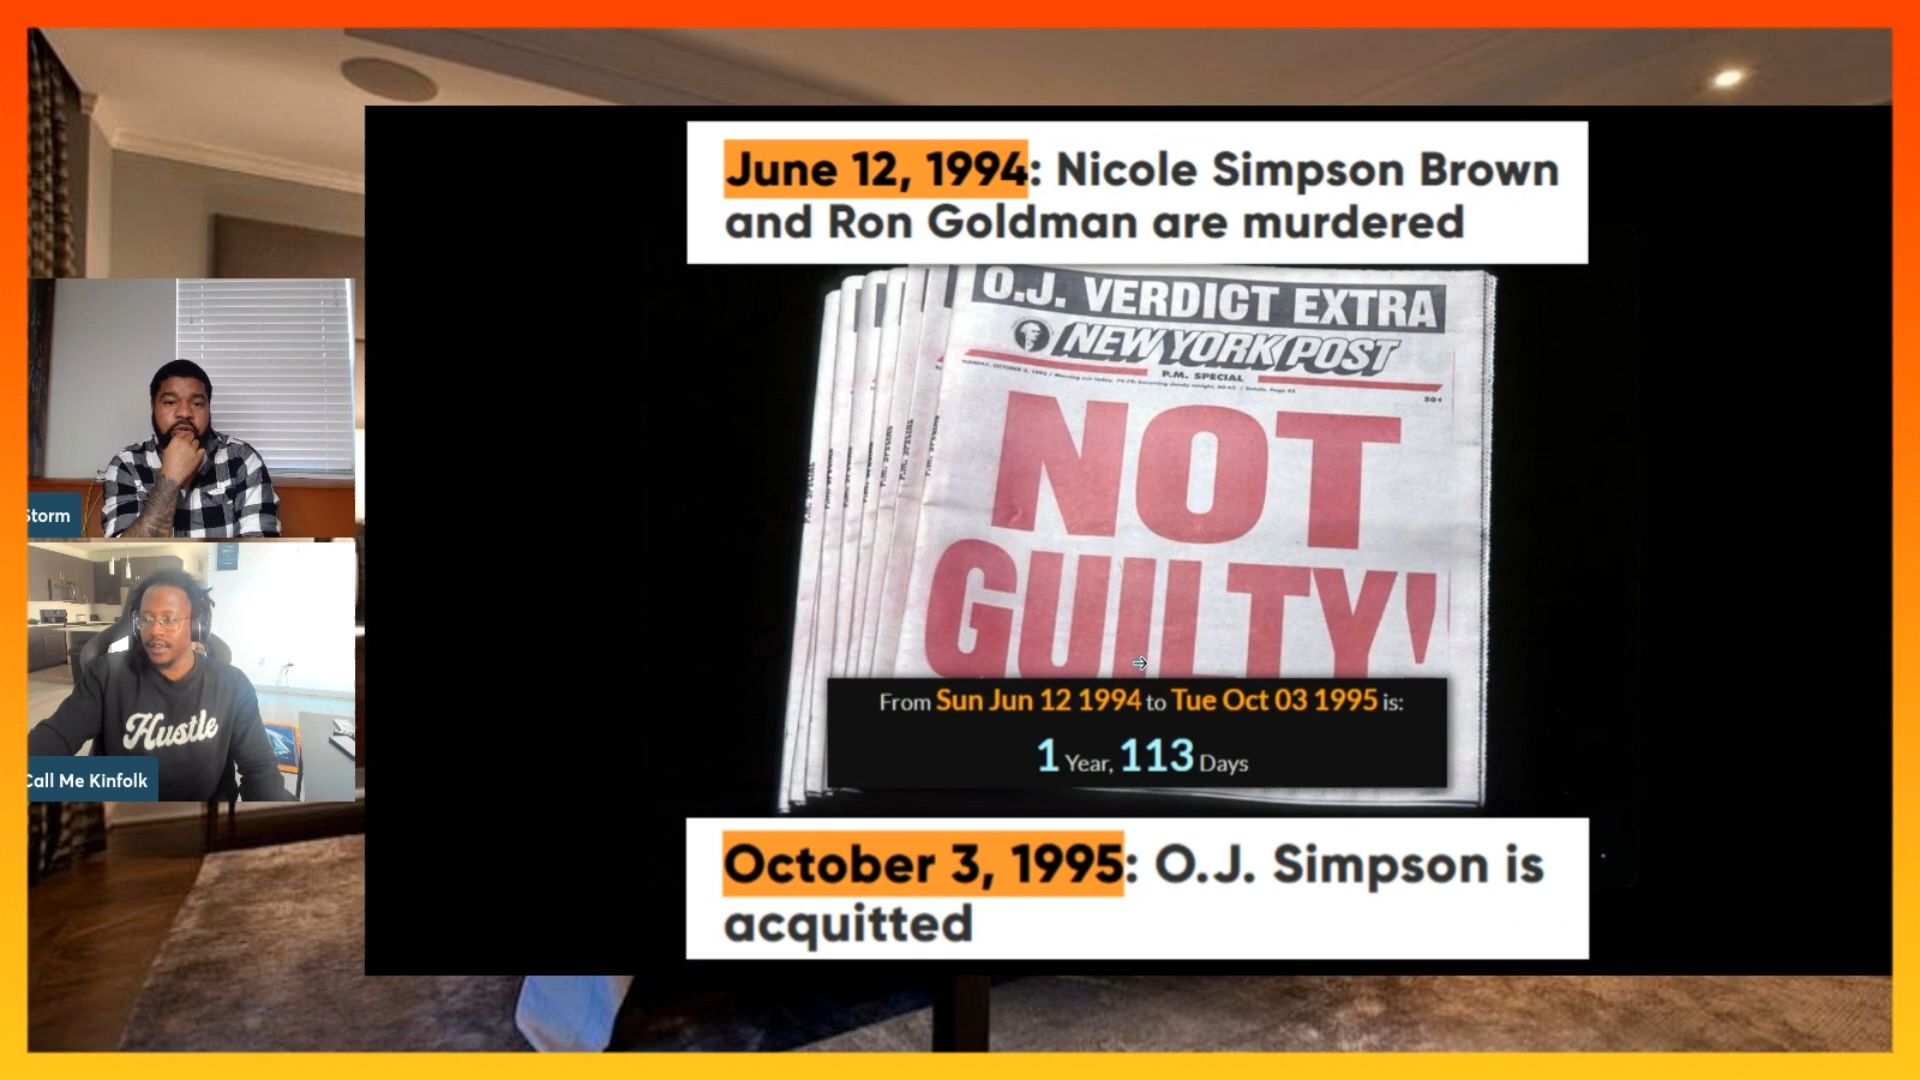 June 12, 1994: Nicole Simpson Brown
and Ron Goldman are murdered
O.J. VERDICT EXTRA
NEW YORK POST
P.M. SPECIAL
50¢
NOT
GUILTY!
From Sun Jun 12 1994 to Tue Oct 03 1995 is:
1 Year, 113 Days
October 3, 1995: O.J. Simpson is
acquitted
Storm
Hustle
Call Me Kinfolk